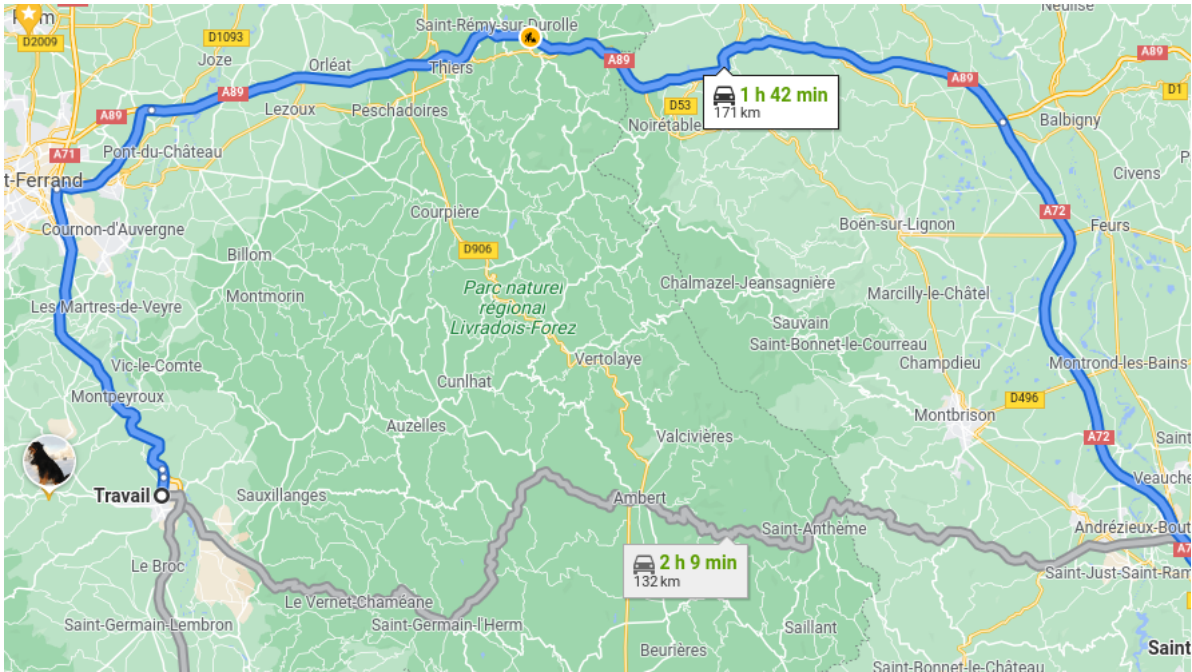 Neulise
D2009
D1093
Saint-Rémy-sur-Durolle
Joze
Orléat
Thiers
A89
A89
A89
A89
D1
D53
1 h 42 min
171 km
Lezoux
Peschadoires
Noirétable
Balbigny
A89
A71
Pont-du-Château
t-Ferrand
Civens
Courpière
A72
Boën-sur-Lignon
Feurs
Cournon-d'Auvergne
Billom
D906
Chalmazel-Jeansagnière
Parc naturel
régional
Livradois-Forez
Montmorin
Marcilly-le-Châtel
Les Martres-de-Veyre
Sauvain
Saint-Bonnet-le-Courreau
Vertolaye
Champdieu
Montrond-les-Bains
Vic-le-Comte
Cunlhat
Montpeyroux
D496
Montbrison
Auzelles
Valcivières
A72
Saint
Veauche
Travail
Sauxillanges
Ambert
Saint-Anthème
Andrézieux-Bout
A7
2 h 9 min
132 km
Le Broc
Saint-Just-Saint-Ram
Le Vernet-Chaméane
Saint-Germain-Lembron
Saint-Germain-l'Herm
Saillant
Beurières
Saint
Saint-Bonnet-le-Château